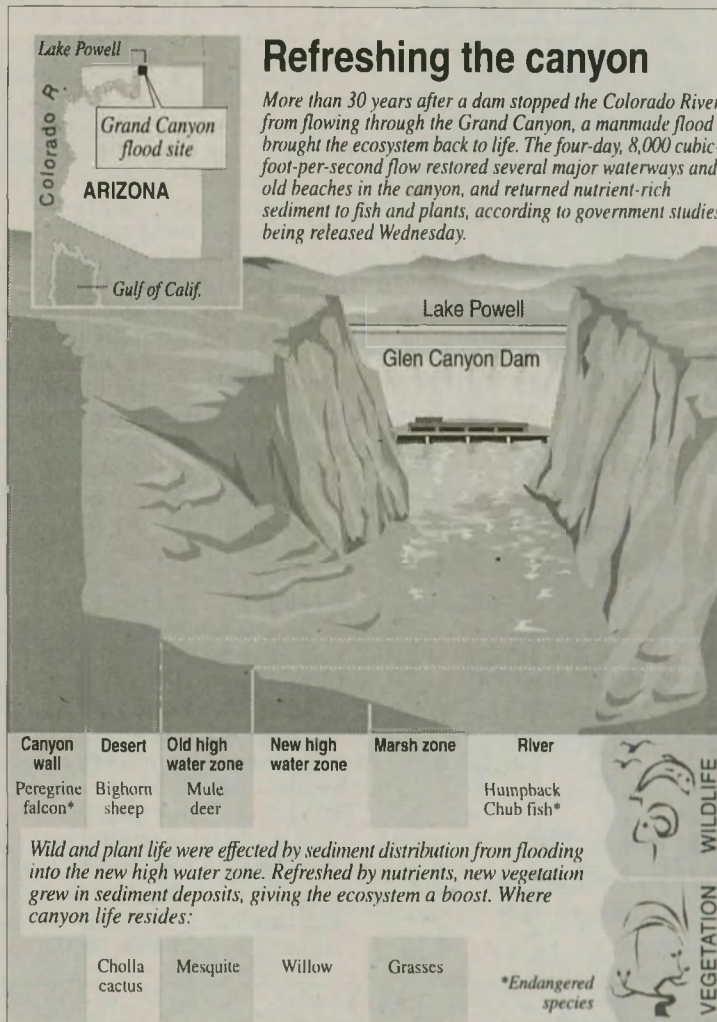 Lake Powell
Colorado R.
Grand Canyon
flood site
ARIZONA
Gulf of Calif.
Refreshing the canyon
More than 30 years after a dam stopped the Colorado River
from flowing through the Grand Canyon, a manmade flood
brought the ecosystem back to life. The four-day, 8,000 cubic-
foot-per-second flow restored several major waterways and
old beaches in the canyon, and returned nutrient-rich
sediment to fish and plants, according to government studies
being released Wednesday.
Lake Powell
Glen Canyon Dam
Canyon
wall
Desert
Old high
water zone
New high
water zone
Marsh zone
River
Peregrine
falcon*
Bighorn
sheep
Mule
deer
Humpback
Chub fish*
WILDLIFE
Wild and plant life were effected by sediment distribution from flooding
into the new high water zone. Refreshed by nutrients, new vegetation
grew in sediment deposits, giving the ecosystem a boost. Where
canyon life resides:
Cholla
cactus
Mesquite
Willow
Grasses
*Endangered
species
VEGETATION